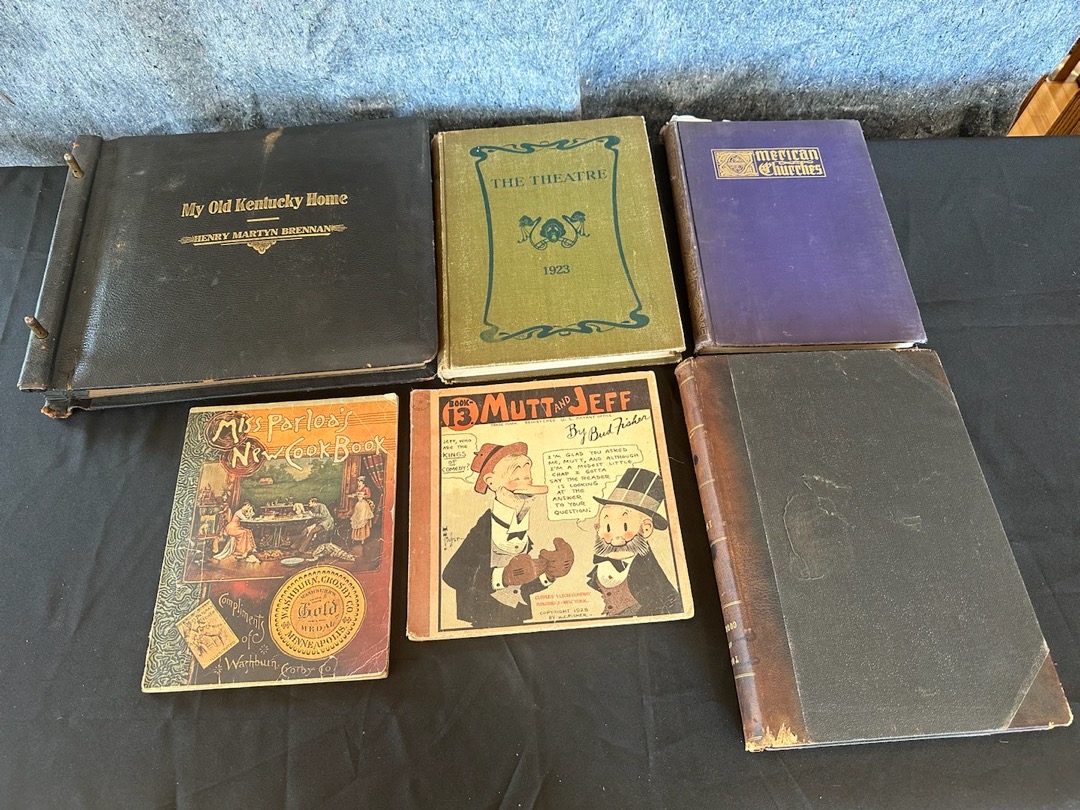 My Old Kentucky Home
HENRY MARTYN BRENNAN
THE THEATRE
1923
American
Churches
Miss Parloa's
New Cook Book
WASHBURN, CROSBY CO.
Gold
MEDAL
MINNEAPOLIS
Compliments
of
Washburn
Crosby Co.
BOOK-
13.
MUTT AND JEFF
By Bud Fisher
JEFF, WHO
ARE THE
KINGS
OF
COMEDY?
I'M GLAD YOU ASKED
ME, MUTT, AND ALTHOUGH
I'M A MODEST LITTLE
CHAP I GOTTA
SAY THE READER
IS LOOKING
AT THE
ANSWER
TO YOUR
QUESTION!
COPYRIGHT 1928
BY H.C. FISHER